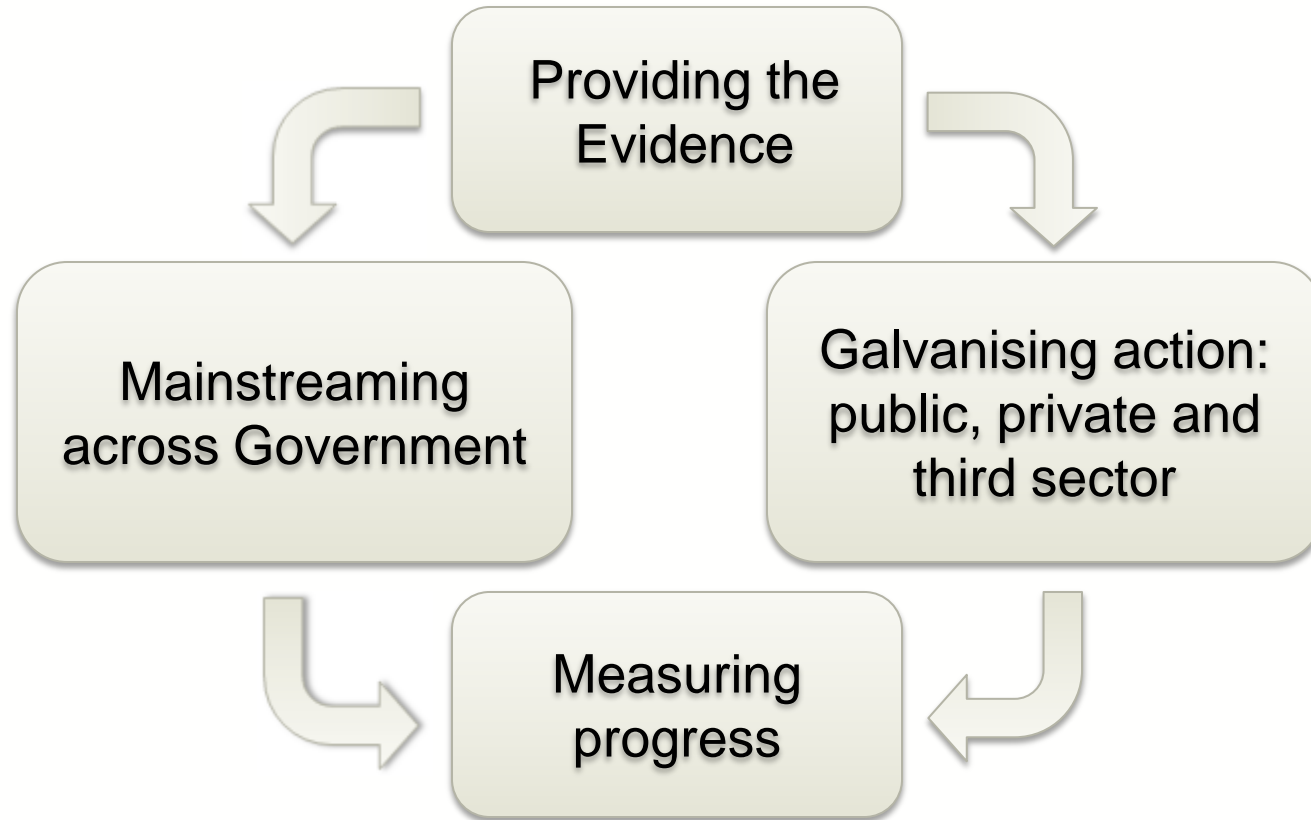 Providing the
Evidence
Mainstreaming
across Government
Galvanising action:
public, private and
third sector
Measuring
progress